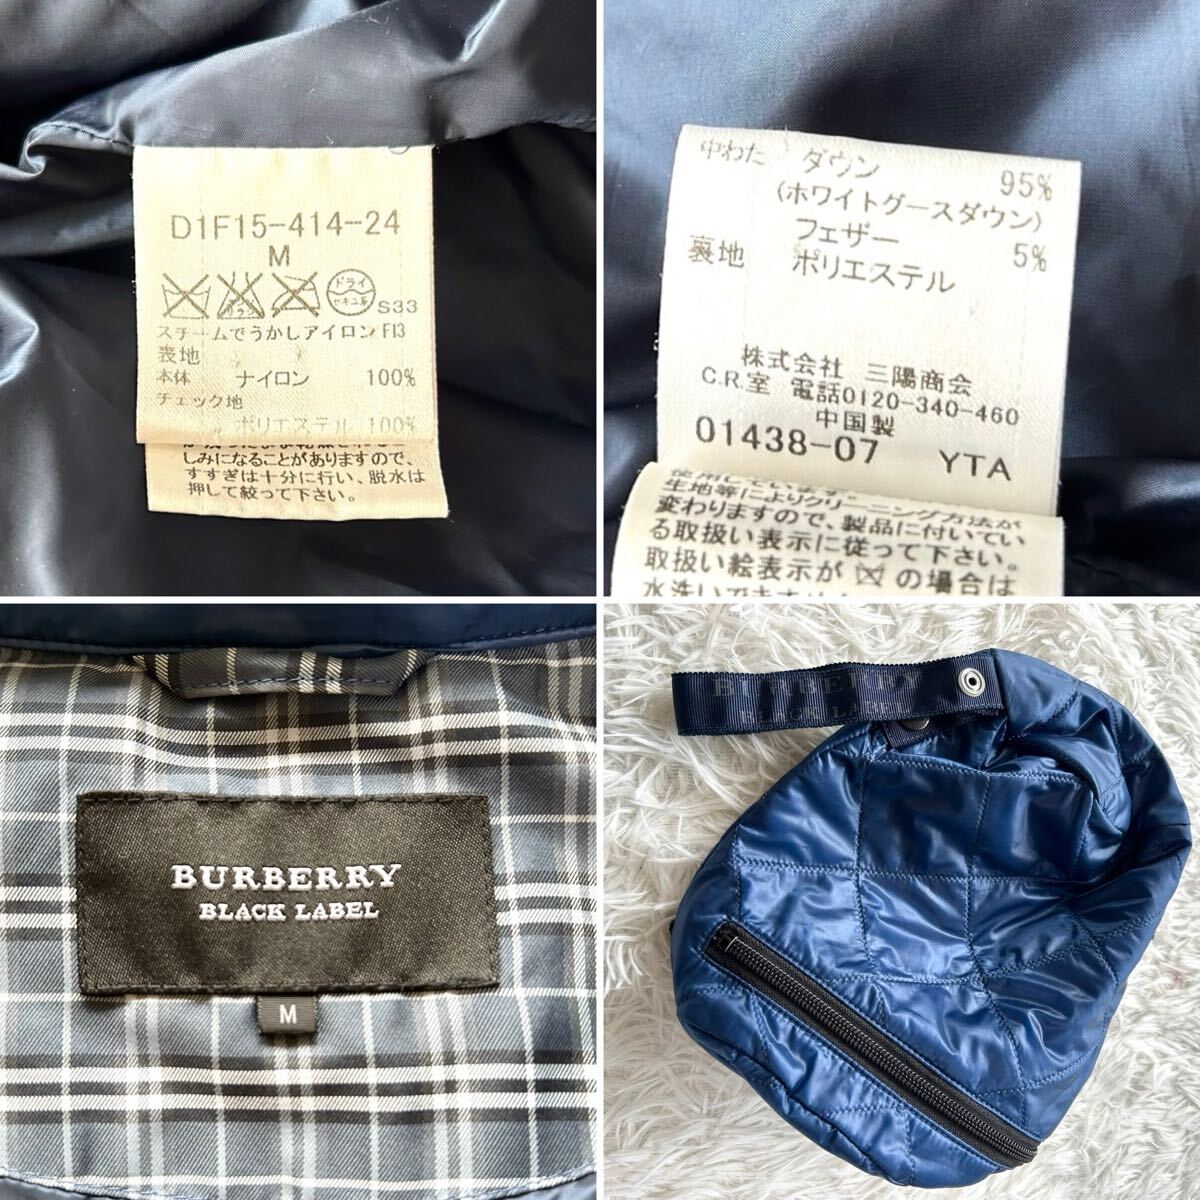 D1F15-414-24
M
ドライ
セキユ系
S33
スチームでうかしアイロン F13
表地
本体 ナイロン 100%
チェック地
ポリエステル 100%
しみになることがありますので、
すすぎは十分に行い、脱水は
押して絞って下さい。
中わた ダウン 95%
(ホワイトグースダウン)
フェザー 5%
裏地 ポリエステル
株式会社 三陽商会
C.R.室 電話0120-340-460
中国製
01438-07 YTA
生地等によりクリーニング方法が
変わりますので、製品に付いてい
る取扱い表示に従って下さい。
取扱い絵表示が の場合は
BURBERRY
BLACK LABEL
M
BURBERRY
BLACK LABEL